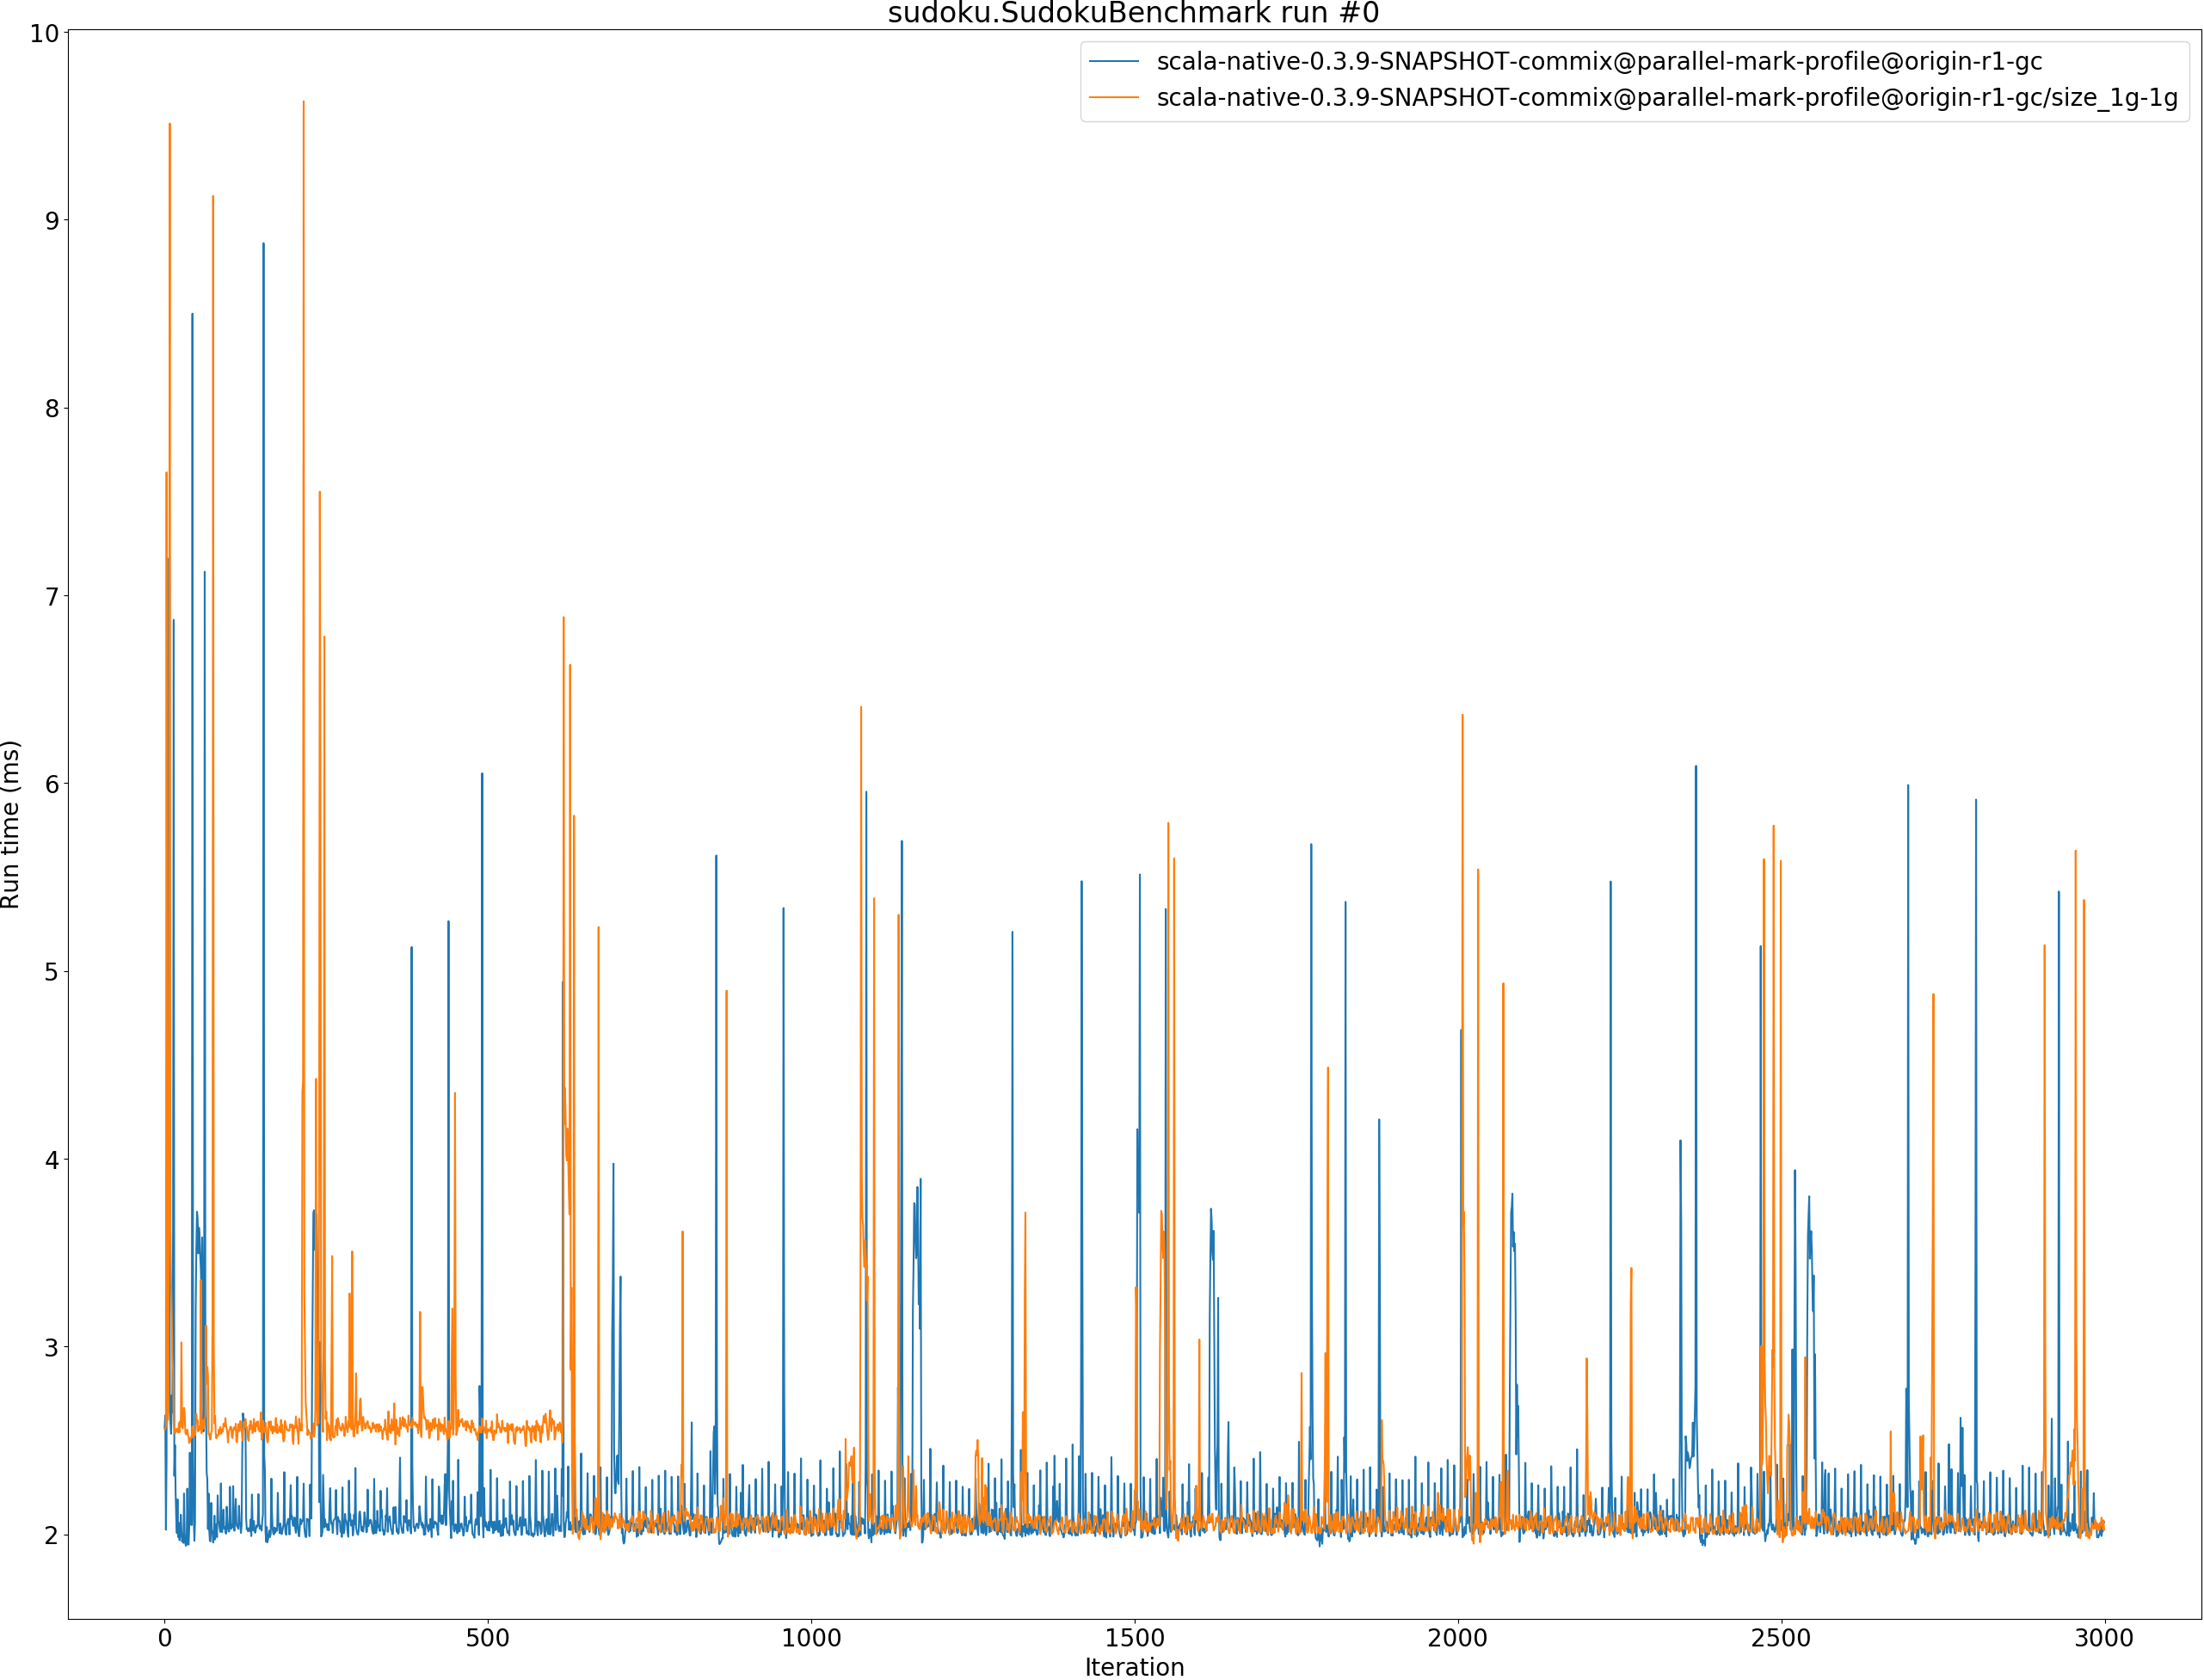 sudoku.SudokuBenchmark run #0
scala-native-0.3.9-SNAPSHOT-commix@parallel-mark-profile@origin-r1-gc
scala-native-0.3.9-SNAPSHOT-commix@parallel-mark-profile@origin-r1-gc/size_1g-1g
10
9
8
7
6
5
4
3
2
Run time (ms)
0 500 1000 1500 2000 2500 3000
Iteration